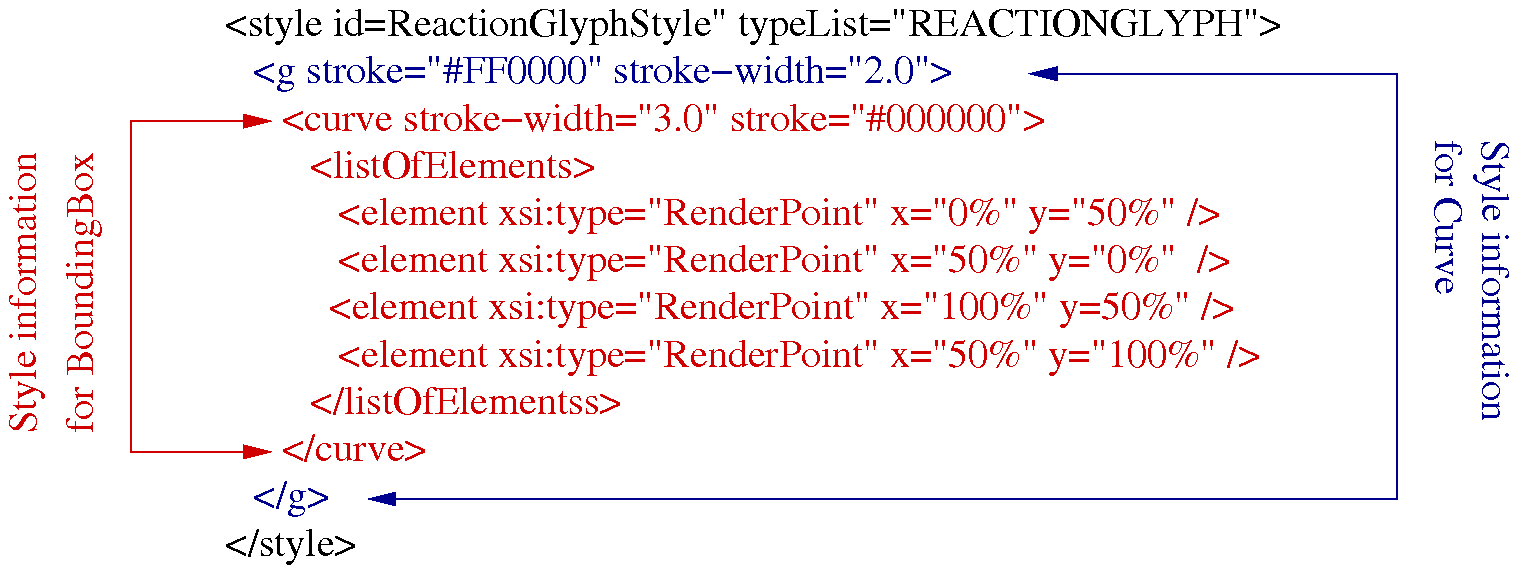 <style id=ReactionGlyphStyle" typeList="REACTIONGLYPH">
<g stroke="#FF0000" stroke−width="2.0">
<curve stroke−width="3.0" stroke="#000000">
<listOfElements>
<element xsi:type="RenderPoint" x="0%" y="50%" />
<element xsi:type="RenderPoint" x="50%" y="0%"  />
<element xsi:type="RenderPoint" x="100%" y=50%" />
<element xsi:type="RenderPoint" x="50%" y="100%" />
</listOfElementss>
</curve>
</g>
</style>
Style information
for BoundingBox
Style information
for Curve